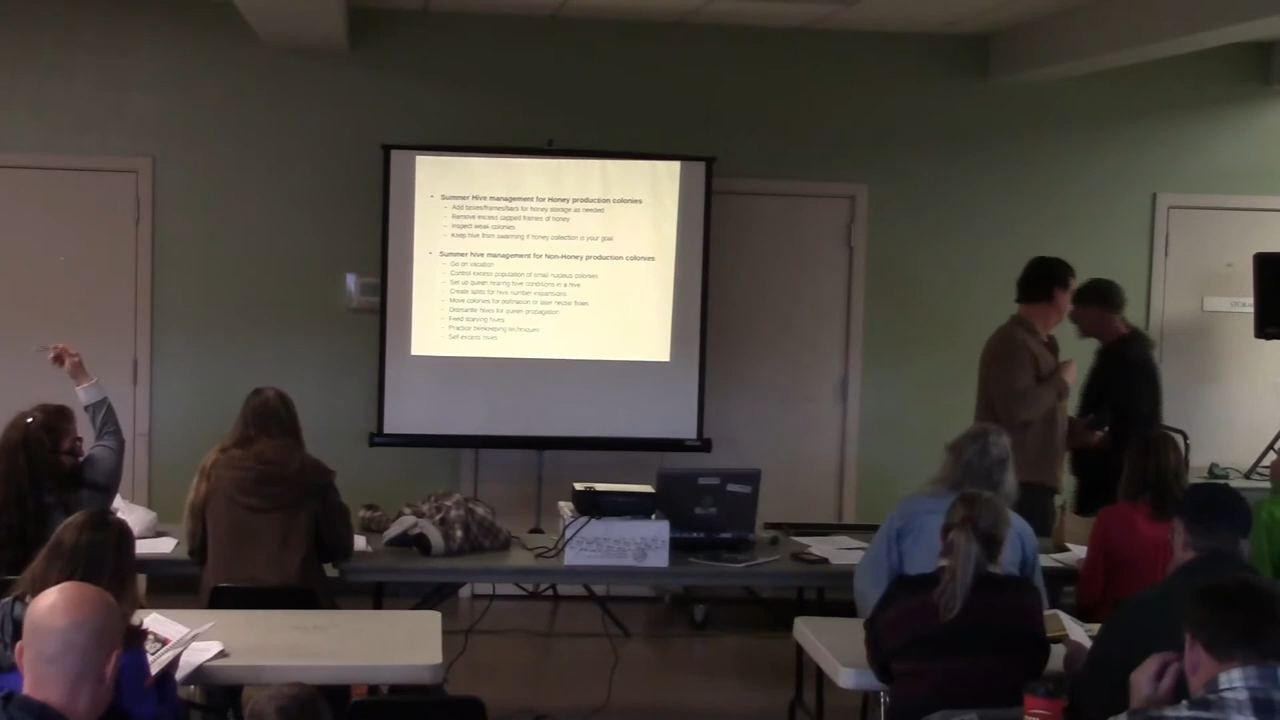 • Summer Hive management for Honey production colonies
– Add boxes/frames/bars for honey storage as needed
– Remove excess capped frames of honey
– Inspect weak colonies
– Keep hive from swarming if honey collection is your goal
• Summer hive management for Non-Honey production colonies
– Go on vacation
– Control excess population of small nucleus colonies
– Set up queen rearing hive conditions in a hive
– Create splits for hive number expansions
– Move colonies for pollination or later nectar flows
– Dismantle hives for queen propagation
– Feed starving hives
– Practice beekeeping techniques
– Sell excess hives